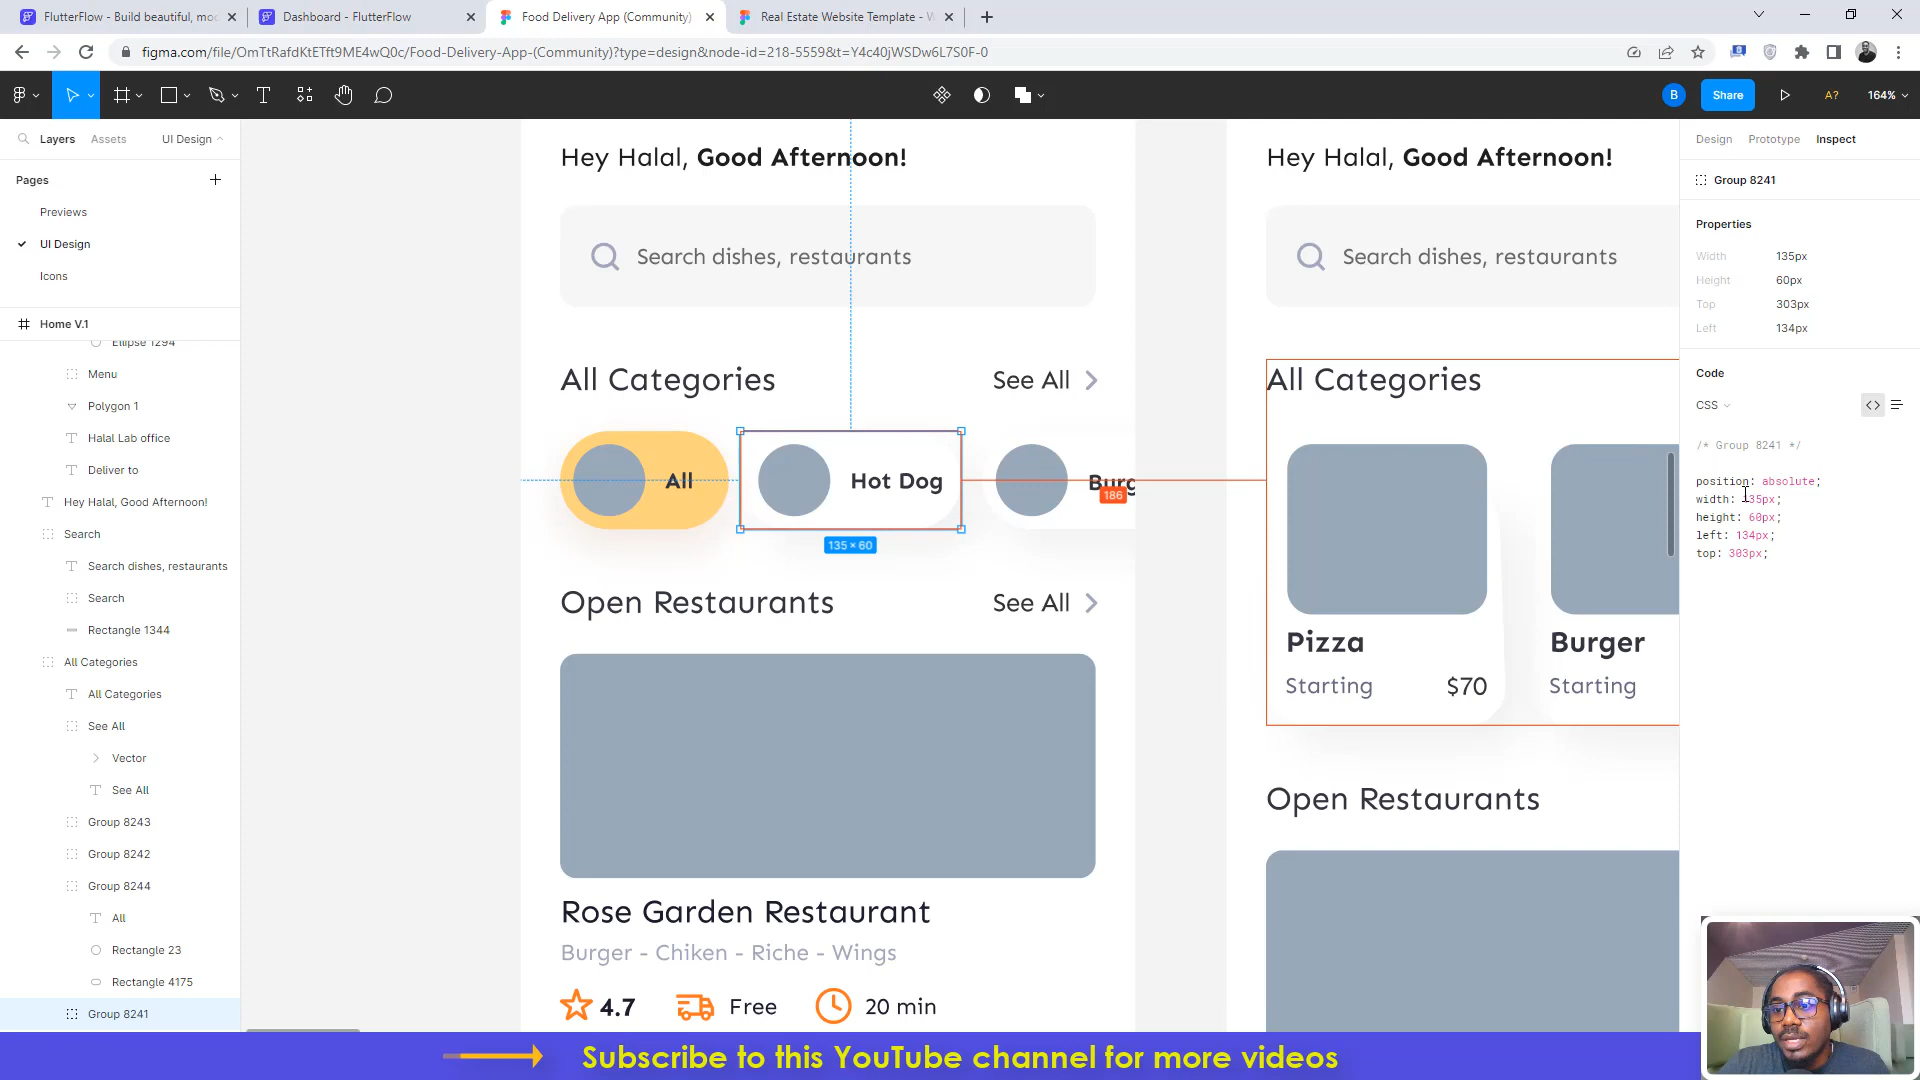 FlutterFlow - Build beautiful, mo
Dashboard - FlutterFlow
Food Delivery App (Community)
Real Estate Website Template - W
figma.com/file/OmTtRafdKtETft9ME4wQ0c/Food-Delivery-App-(Community)?type=design&node-id=218-5559&t=Y4c40jWSDw6L7S0F-0
B
Share
A?
164%
Layers
Assets
UI Design
Pages
Previews
UI Design
Icons
Home V.1
Ellipse 1294
Menu
Polygon 1
Halal Lab office
Deliver to
Hey Halal, Good Afternoon!
Search
Search dishes, restaurants
Search
Rectangle 1344
All Categories
All Categories
See All
Vector
See All
Group 8243
Group 8242
Group 8244
All
Rectangle 23
Rectangle 4175
Group 8241
Hey Halal, Good Afternoon!
Search dishes, restaurants
All Categories
See All
All
Hot Dog
Burg
186
135 × 60
Open Restaurants
See All
Rose Garden Restaurant
Burger - Chiken - Riche - Wings
4.7
Free
20 min
Hey Halal, Good Afternoon!
Search dishes, restaurants
All Categories
Pizza
Starting
$70
Burger
Starting
Open Restaurants
Design
Prototype
Inspect
Group 8241
Properties
Width 135px
Height 60px
Top 303px
Left 134px
Code
CSS
/* Group 8241 */
position: absolute;
width: 135px;
height: 60px;
left: 134px;
top: 303px;
Subscribe to this YouTube channel for more videos